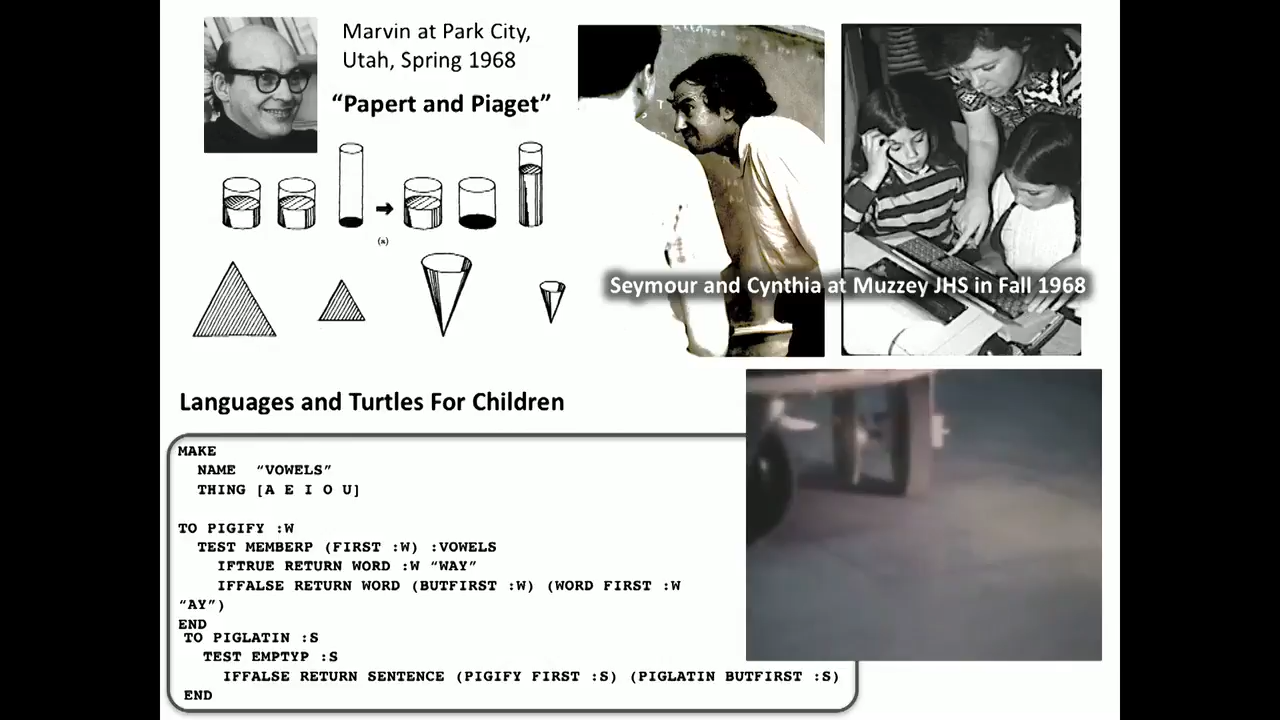 Marvin at Park City,
Utah, Spring 1968
“Papert and Piaget”
(a)
Seymour and Cynthia at Muzzey JHS in Fall 1968
Languages and Turtles For Children
MAKE
NAME “VOWELS”
THING [A E I O U]
TO PIGIFY :W
TEST MEMBERP (FIRST :W) :VOWELS
IFTRUE RETURN WORD :W “WAY”
IFFALSE RETURN WORD (BUTFIRST :W) (WORD FIRST :W
“AY”)
END
TO PIGLATIN :S
TEST EMPTYP :S
IFFALSE RETURN SENTENCE (PIGIFY FIRST :S) (PIGLATIN BUTFIRST :S)
END